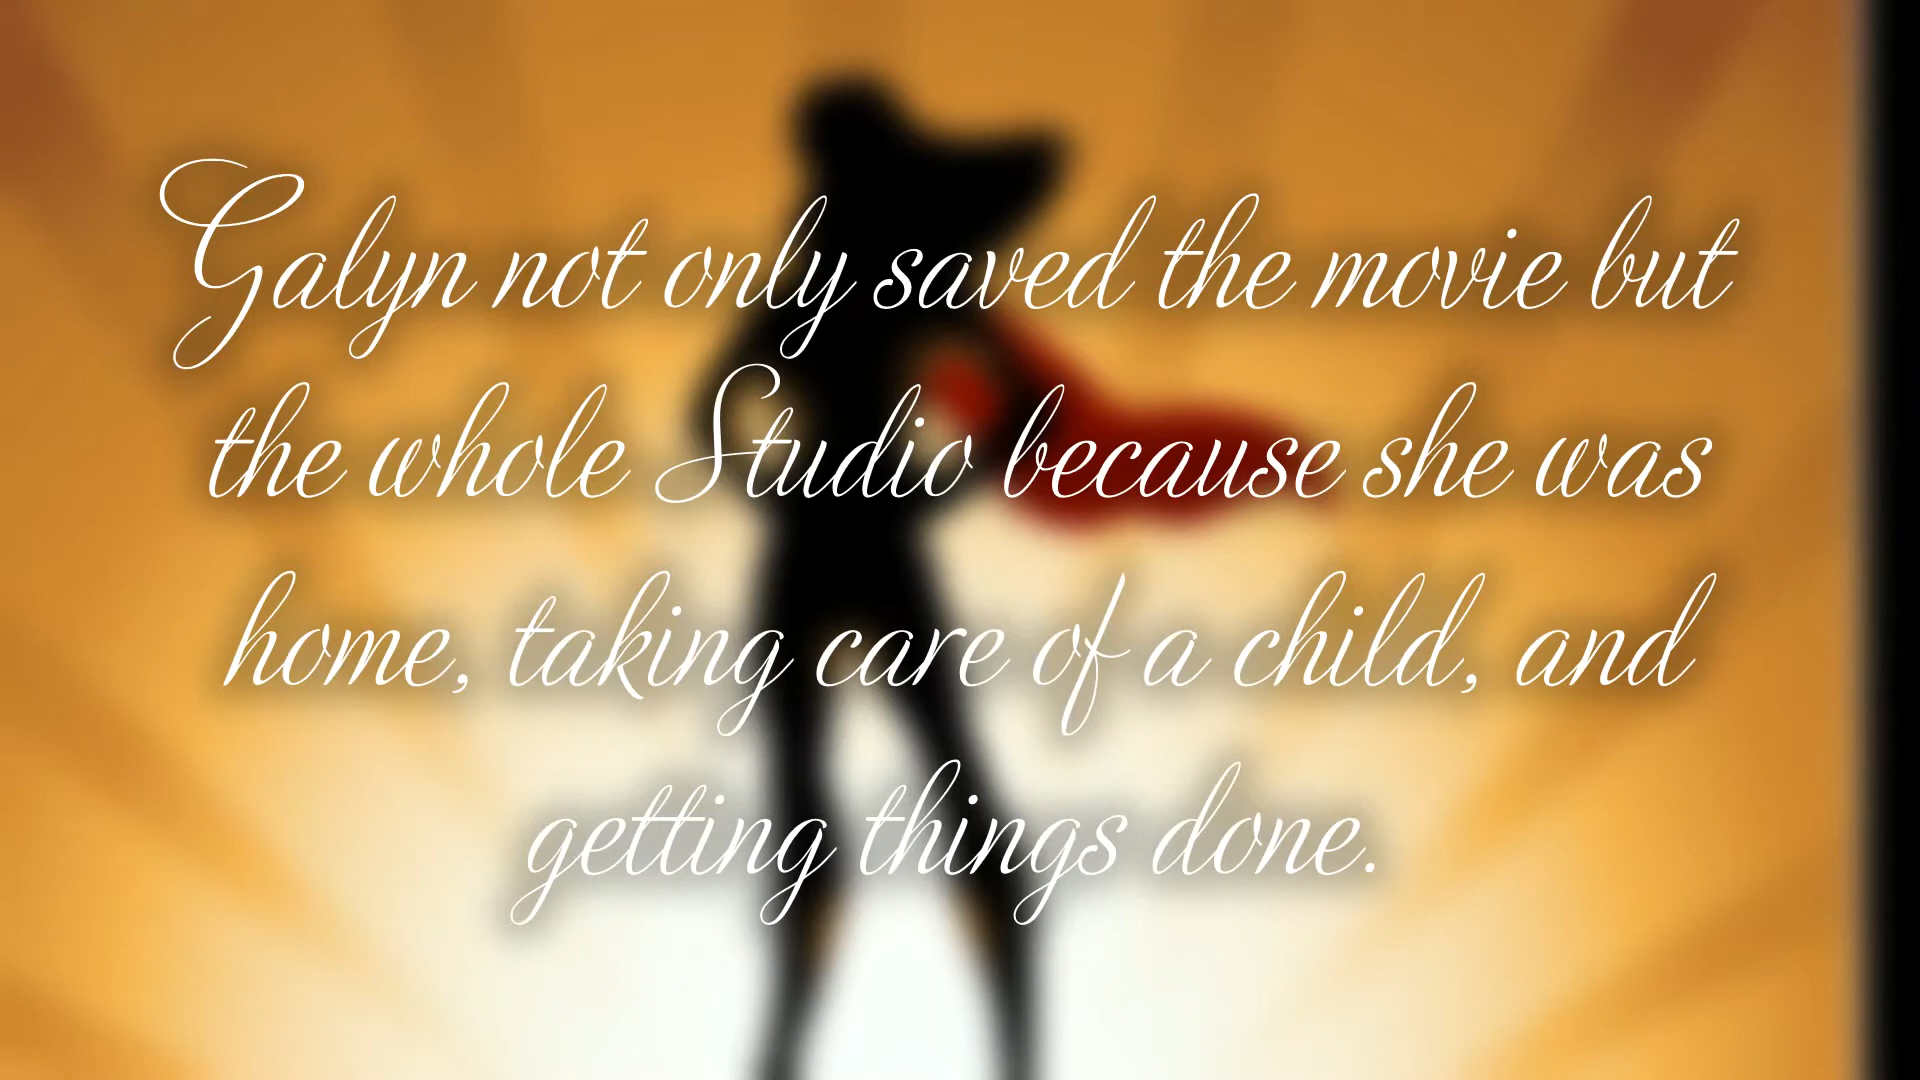 Galyn not only saved the movie but
the whole Studio because she was
home, taking care of a child, and
getting things done.